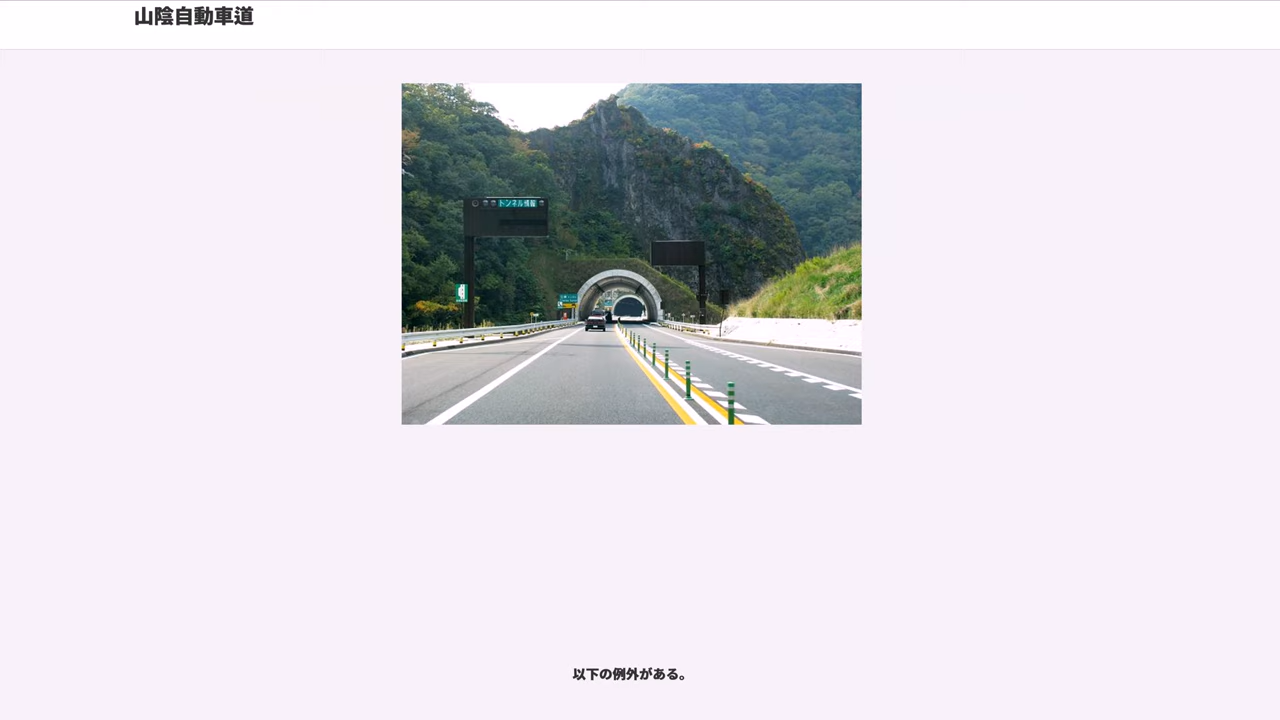 山陰自動車道
トンネル情報
以下の例外がある。